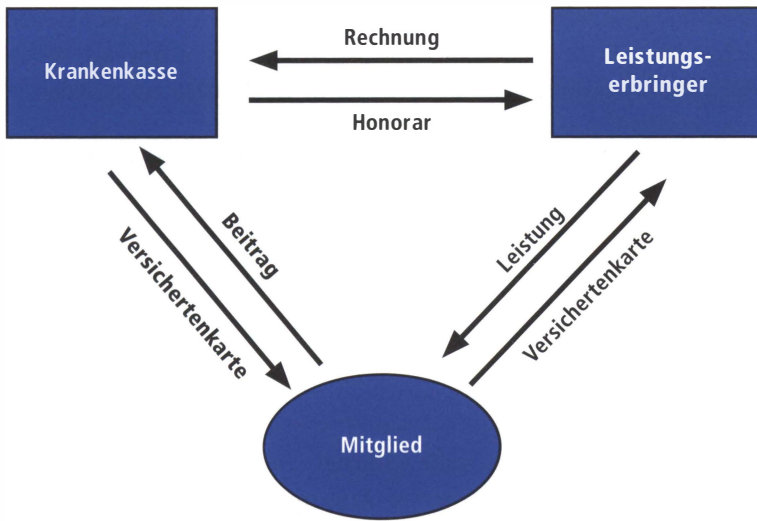 Krankenkasse
Rechnung
Honorar
Leistungs-
erbringer
Versichertenkarte
Beitrag
Leistung
Versichertenkarte
Mitglied